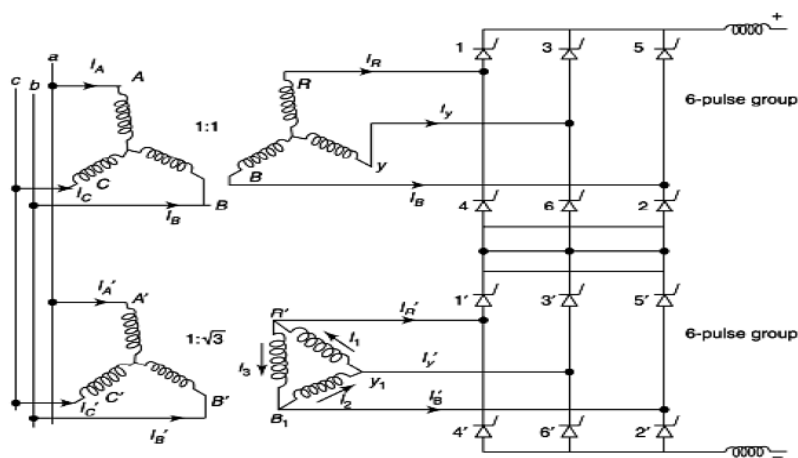 a
c
b
I_A
A
1:1
C
I_C
I_B
B
R
I_R
I_y
y
B
I_B
1
3
5
+
6-pulse group
4
6
2
I_A'
A'
1:√3
C'
I_C'
B'
I_B'
R'
I_R'
I_1
I_3
I_2
I_y'
y_1
B_1
I_B'
1'
3'
5'
6-pulse group
4'
6'
2'
−